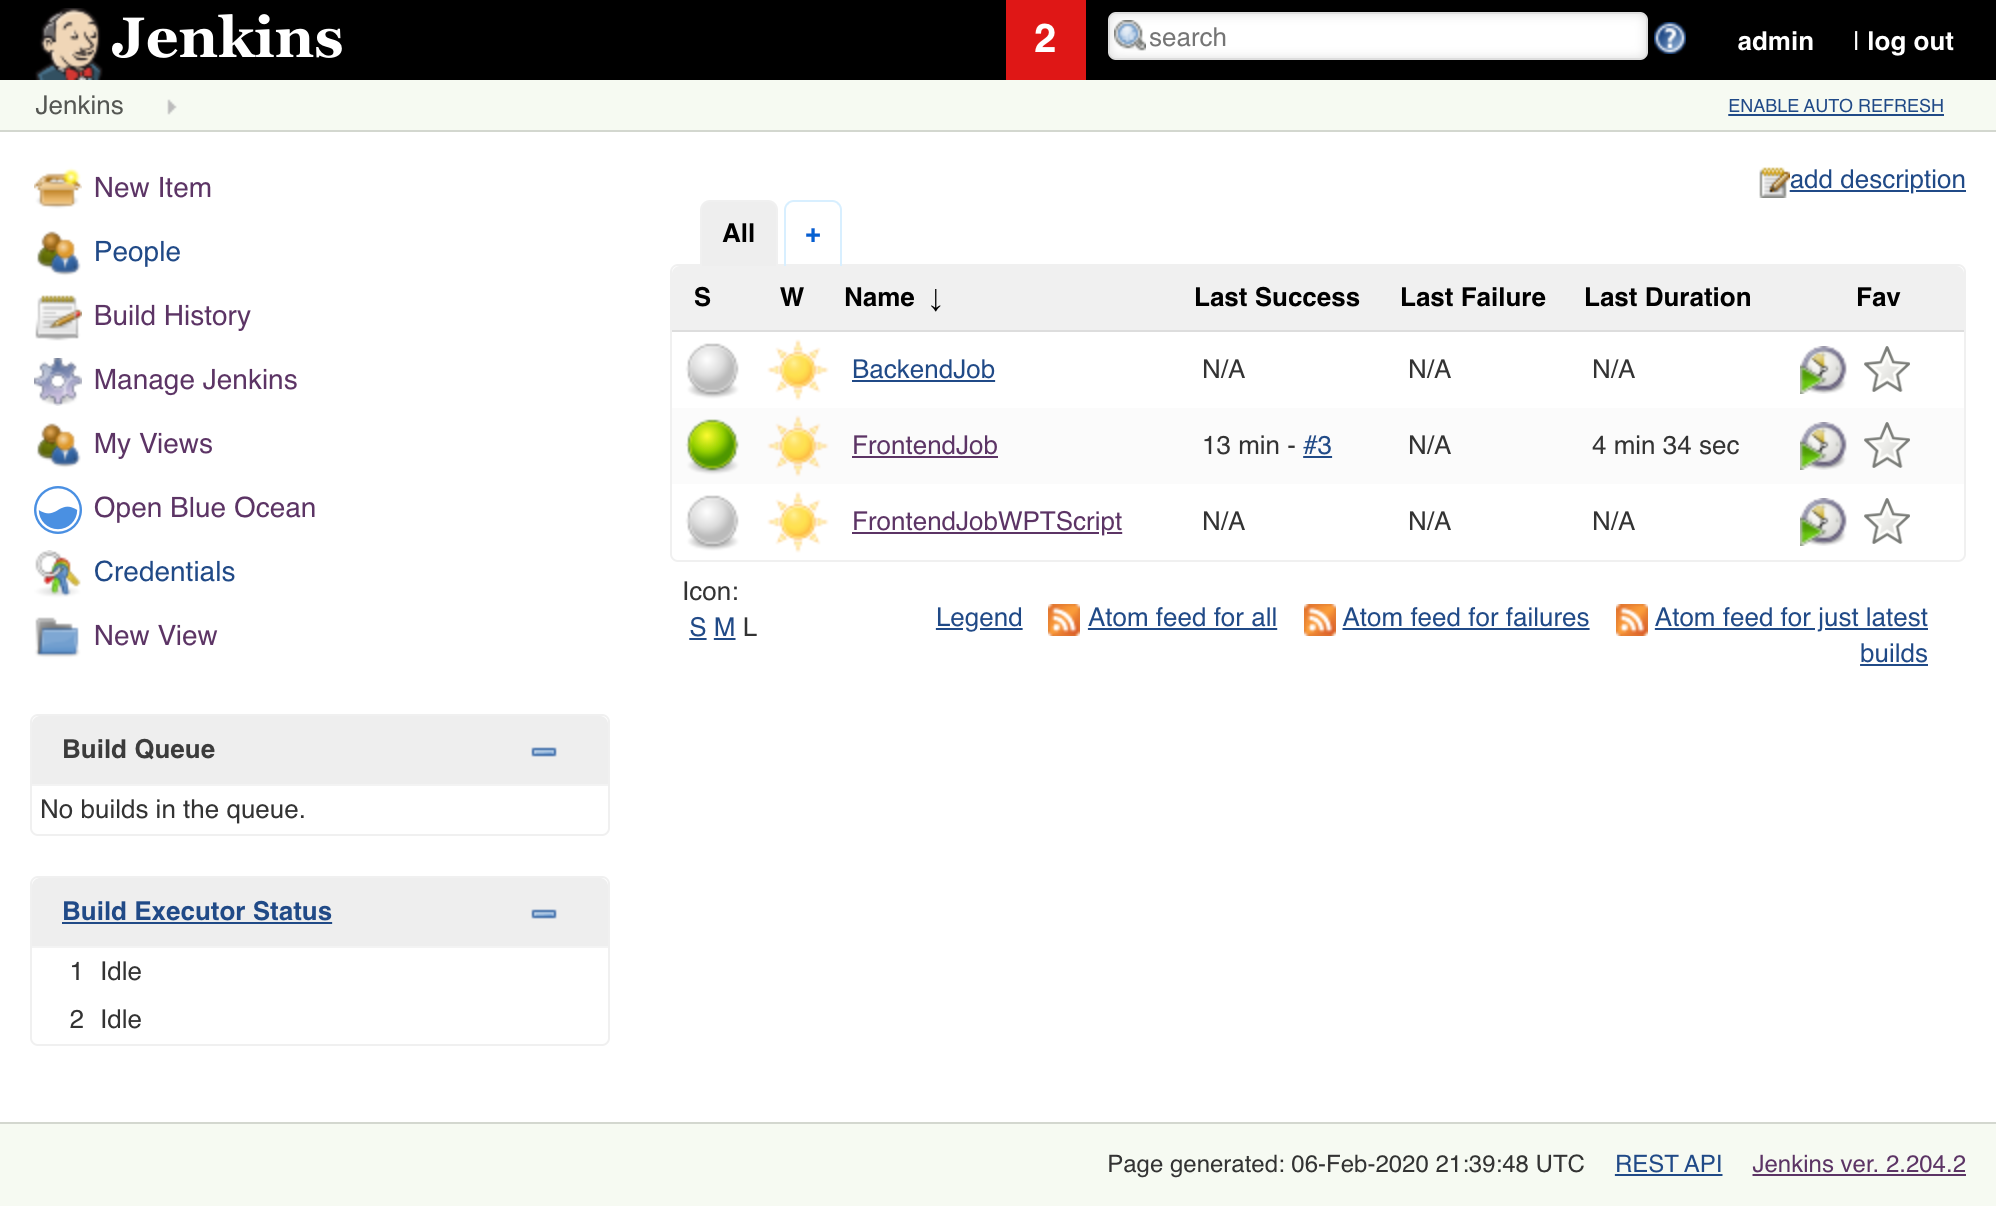 Jenkins
2
search
?
admin | log out
Jenkins
ENABLE AUTO REFRESH
New Item
People
Build History
Manage Jenkins
My Views
Open Blue Ocean
Credentials
New View
Build Queue
No builds in the queue.
Build Executor Status
1 Idle
2 Idle
add description
All +
S W Name ↓ Last Success Last Failure Last Duration Fav
BackendJob N/A N/A N/A
FrontendJob 13 min - #3 N/A 4 min 34 sec
FrontendJobWPTScript N/A N/A N/A
Icon:
S M L
Legend Atom feed for all Atom feed for failures Atom feed for just latest
builds
Page generated: 06-Feb-2020 21:39:48 UTC REST API Jenkins ver. 2.204.2